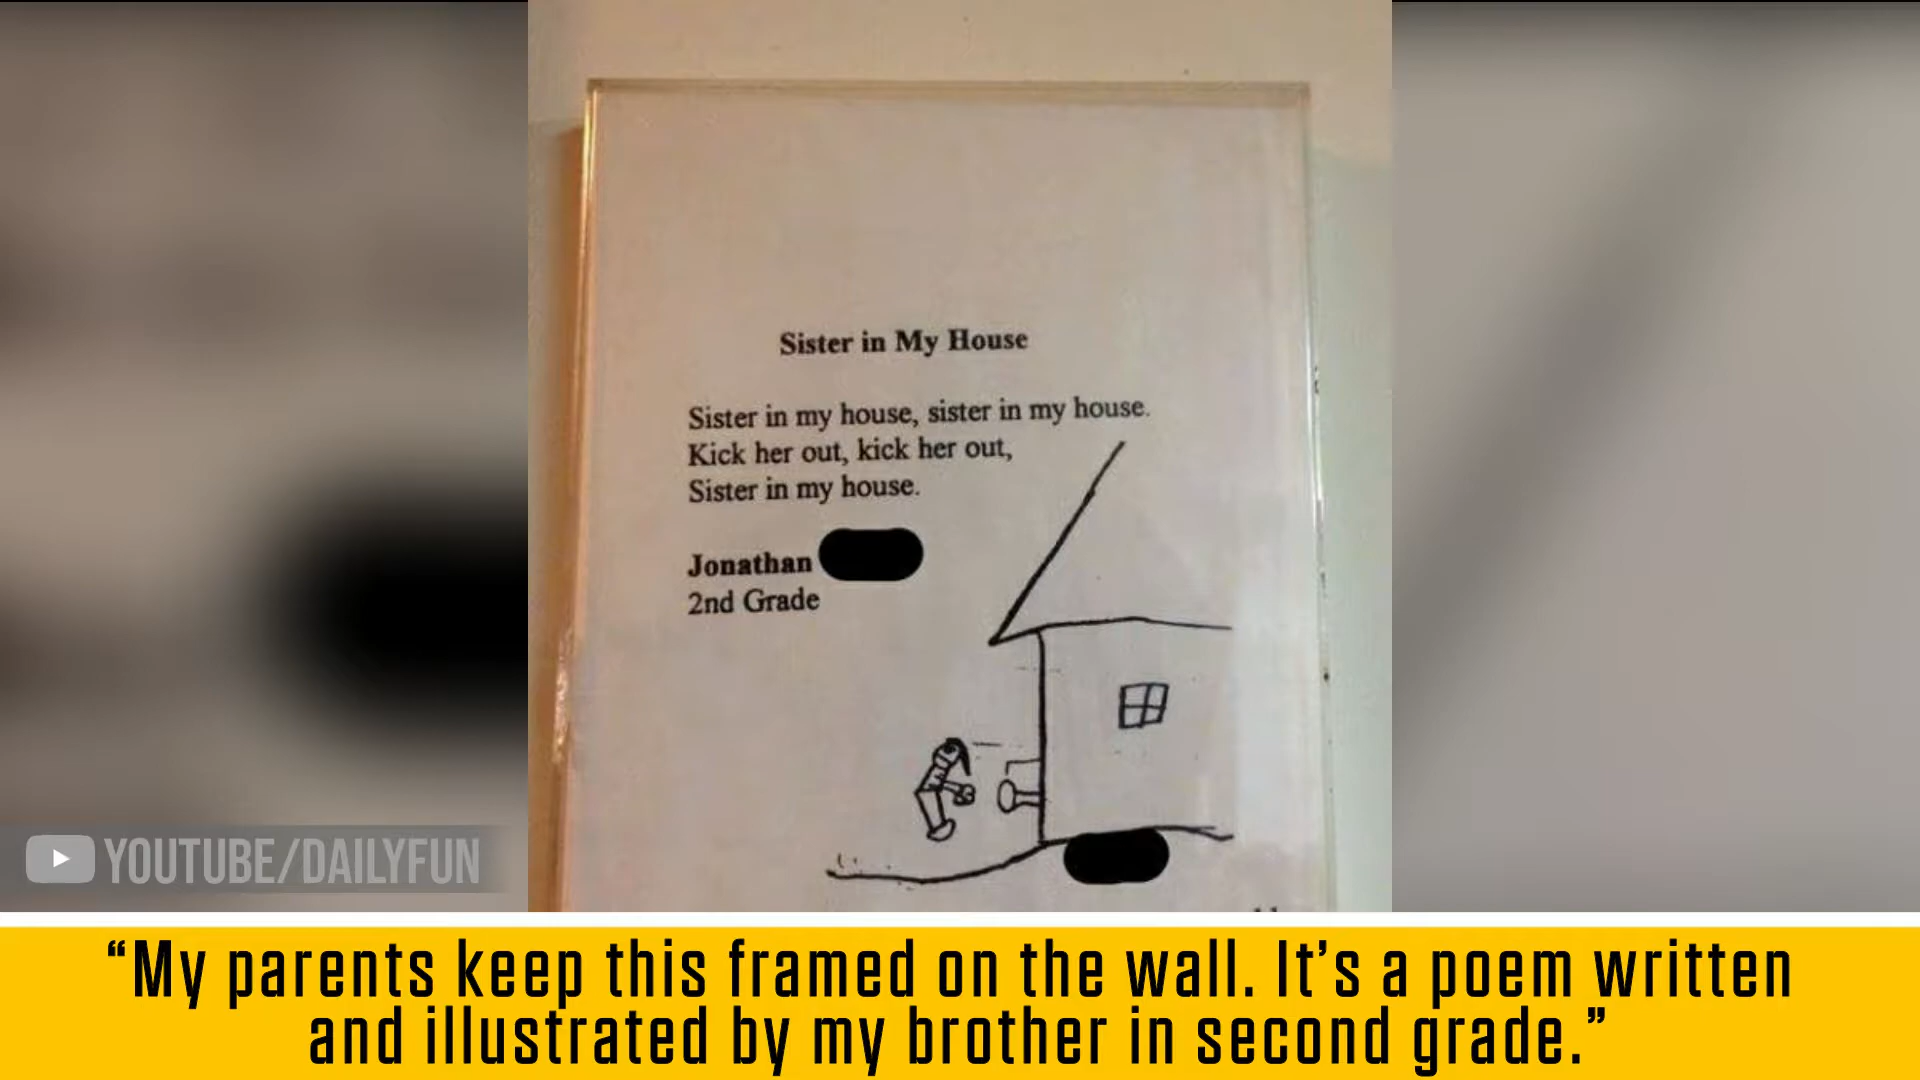 Sister in My House
Sister in my house, sister in my house.
Kick her out, kick her out,
Sister in my house.
Jonathan
2nd Grade
YOUTUBE/DAILYFUN
“My parents keep this framed on the wall. It’s a poem written
and illustrated by my brother in second grade.”